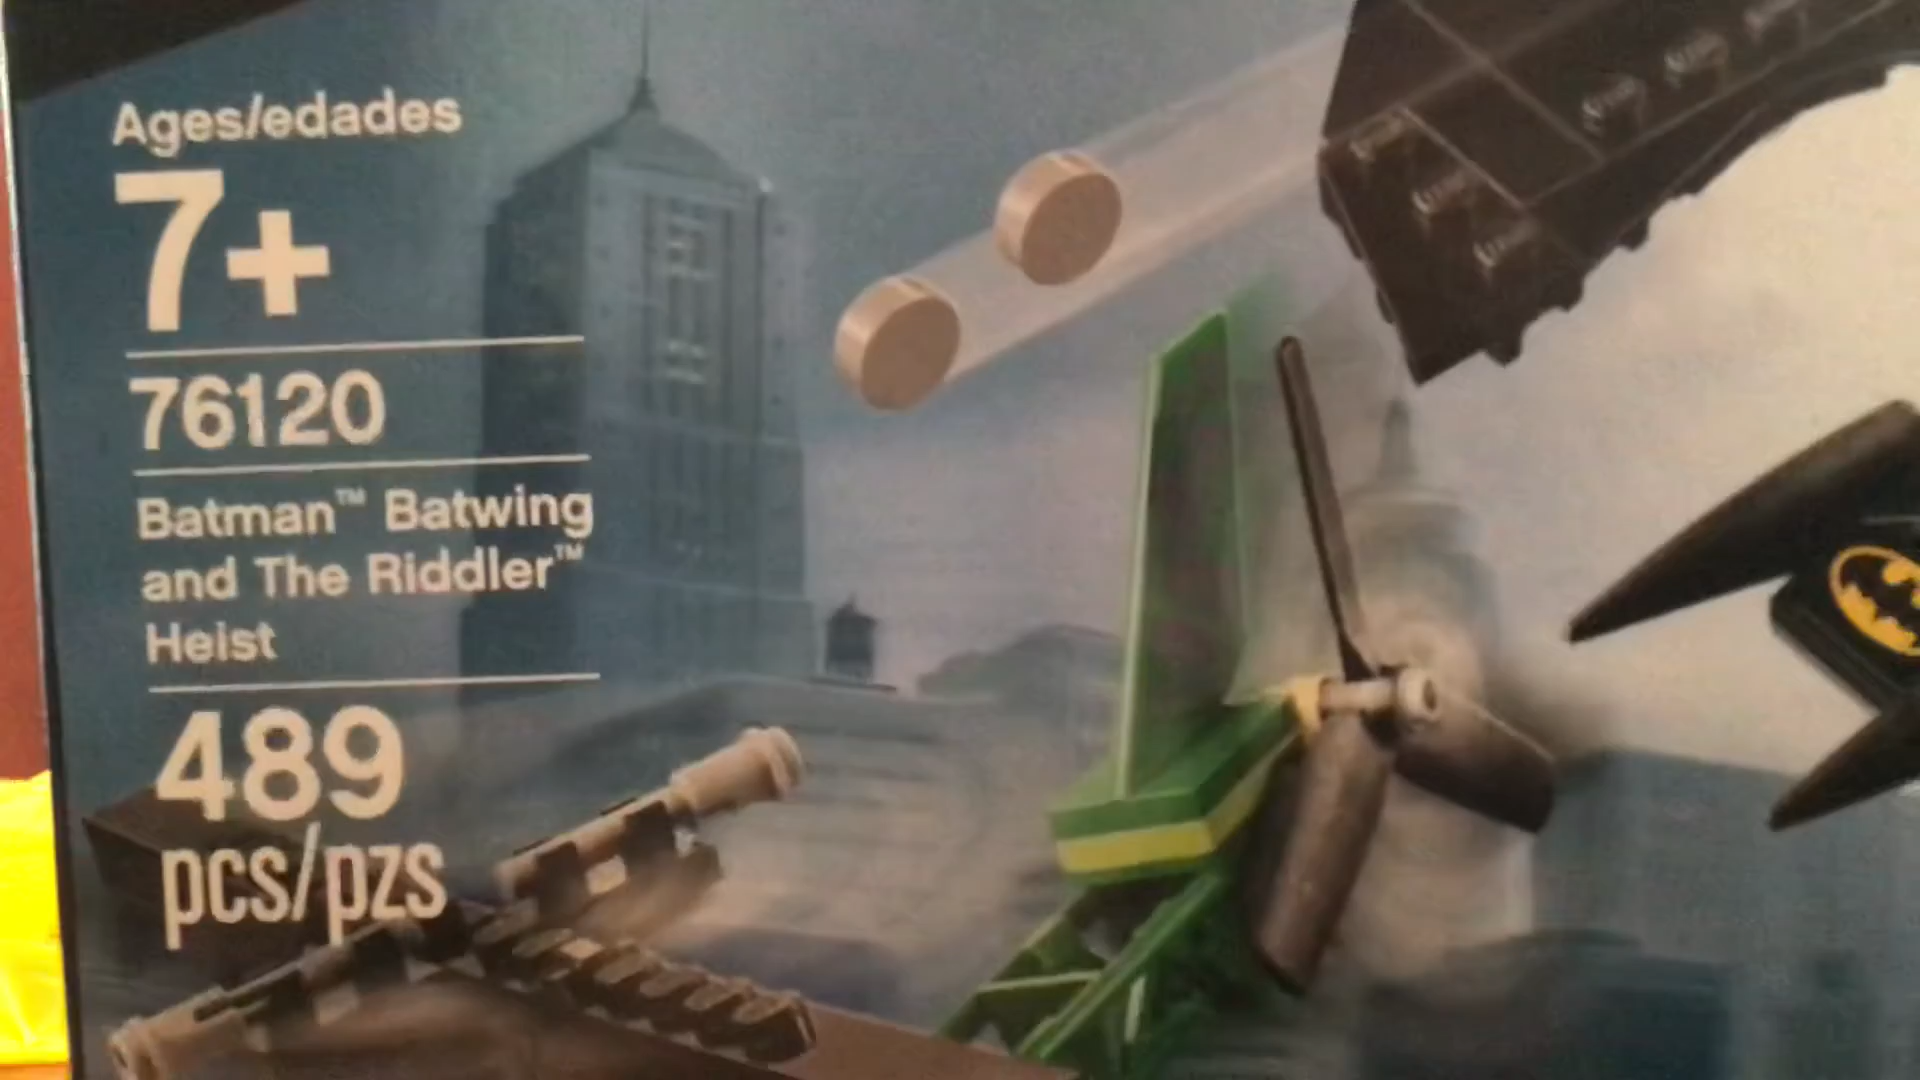 Ages/edades
7+
76120
Batman™ Batwing
and The Riddler™
Heist
489
pcs/pzs